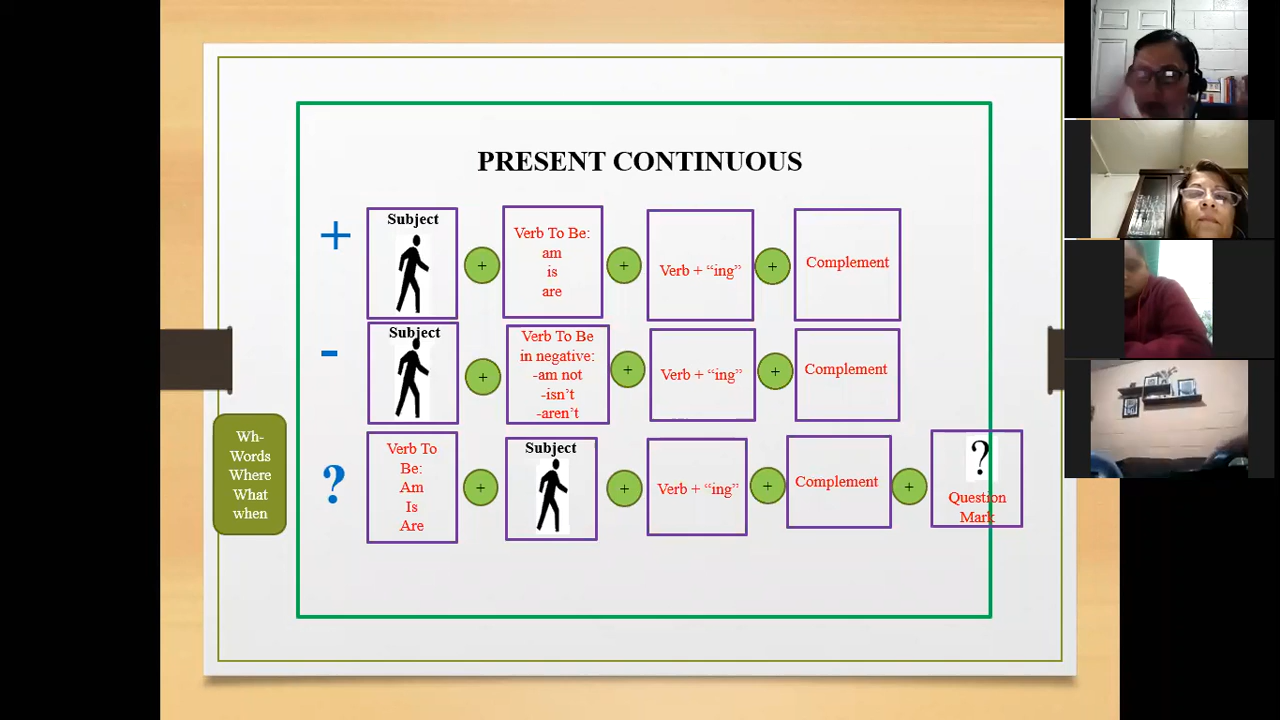 PRESENT CONTINUOUS
+
Subject
+
Verb To Be:
am
is
are
+
Verb + “ing”
+
Complement
-
Subject
+
Verb To Be
in negative:
-am not
-isn’t
-aren’t
+
Verb + “ing”
+
Complement
Wh-
Words
Where
What
when
?
Verb To
Be:
Am
Is
Are
+
Subject
+
Verb + “ing”
+
Complement
+
?
Question
Mark